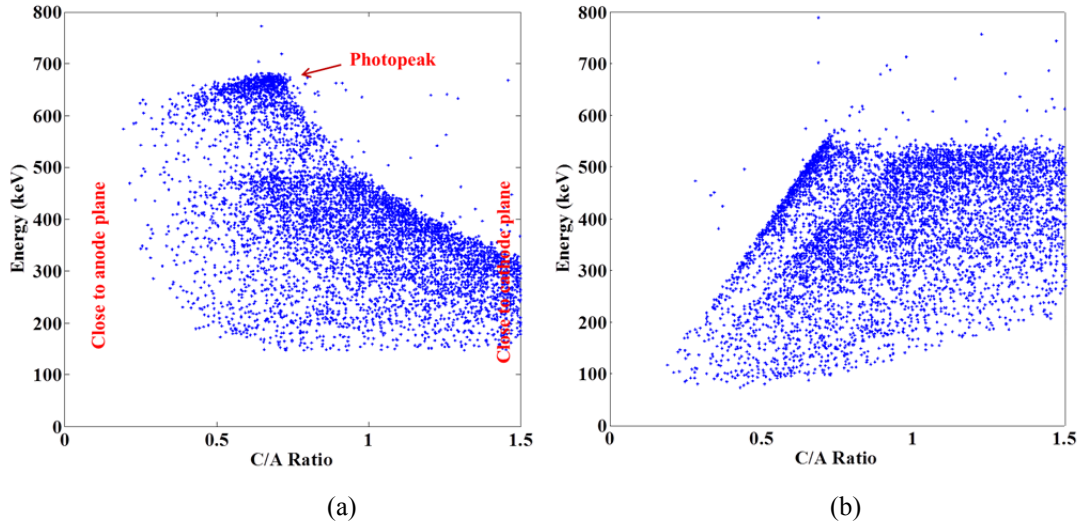 800
700
600
500
400
300
200
100
0
Energy (keV)
Photopeak
Close to anode plane
Close to cathode plane
0
0.5
1
1.5
C/A Ratio
(a)
800
700
600
500
400
300
200
100
0
Energy (keV)
0
0.5
1
1.5
C/A Ratio
(b)